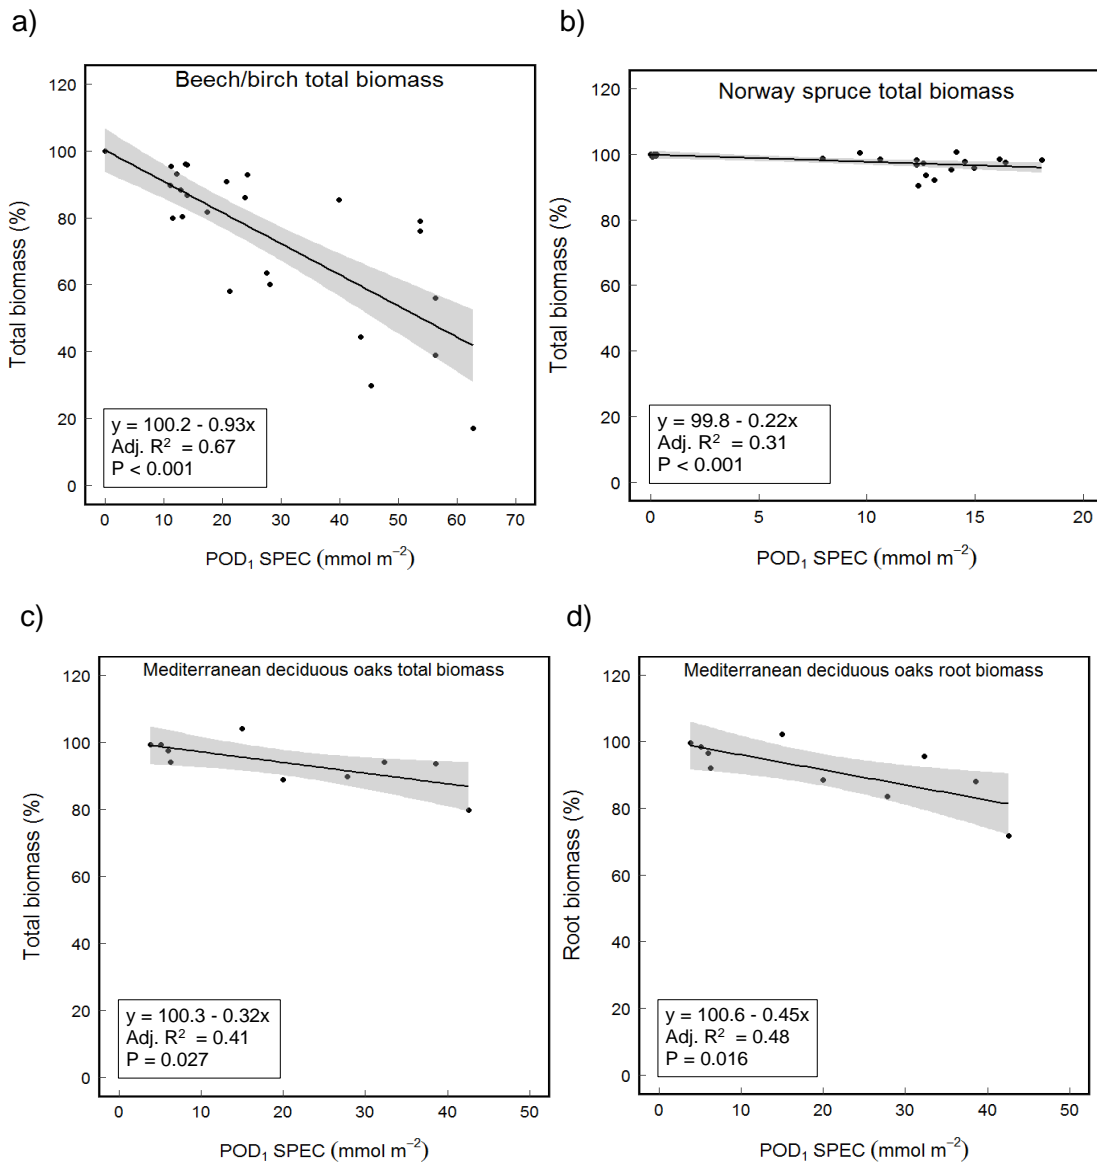 a)
Beech/birch total biomass
120
100
80
60
40
20
0
Total biomass (%)
y = 100.2 - 0.93x
Adj. R² = 0.67
P < 0.001
0 10 20 30 40 50 60 70
POD₁ SPEC (mmol m⁻²)
b)
Norway spruce total biomass
120
100
80
60
40
20
0
Total biomass (%)
y = 99.8 - 0.22x
Adj. R² = 0.31
P < 0.001
0 5 10 15 20
POD₁ SPEC (mmol m⁻²)
c)
Mediterranean deciduous oaks total biomass
120
100
80
60
40
20
0
Total biomass (%)
y = 100.3 - 0.32x
Adj. R² = 0.41
P = 0.027
0 10 20 30 40 50
POD₁ SPEC (mmol m⁻²)
d)
Mediterranean deciduous oaks root biomass
120
100
80
60
40
20
0
Root biomass (%)
y = 100.6 - 0.45x
Adj. R² = 0.48
P = 0.016
0 10 20 30 40 50
POD₁ SPEC (mmol m⁻²)